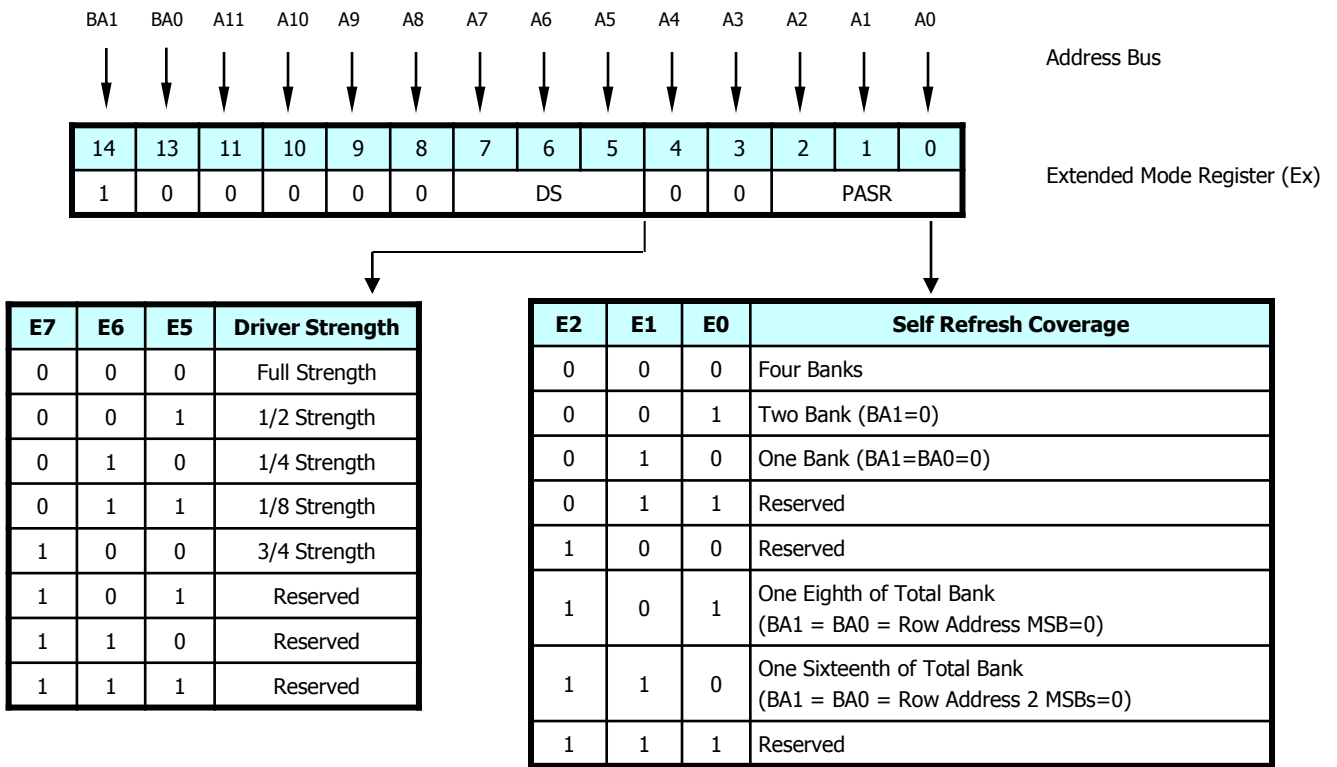 BA1 BA0 A11 A10 A9 A8 A7 A6 A5 A4 A3 A2 A1 A0
Address Bus
14 13 11 10 9 8 7 6 5 4 3 2 1 0
1 0 0 0 0 0 DS 0 0 PASR
Extended Mode Register (Ex)
E7 E6 E5 Driver Strength
0 0 0 Full Strength
0 0 1 1/2 Strength
0 1 0 1/4 Strength
0 1 1 1/8 Strength
1 0 0 3/4 Strength
1 0 1 Reserved
1 1 0 Reserved
1 1 1 Reserved
E2 E1 E0 Self Refresh Coverage
0 0 0 Four Banks
0 0 1 Two Bank (BA1=0)
0 1 0 One Bank (BA1=BA0=0)
0 1 1 Reserved
1 0 0 Reserved
1 0 1 One Eighth of Total Bank
(BA1 = BA0 = Row Address MSB=0)
1 1 0 One Sixteenth of Total Bank
(BA1 = BA0 = Row Address 2 MSBs=0)
1 1 1 Reserved